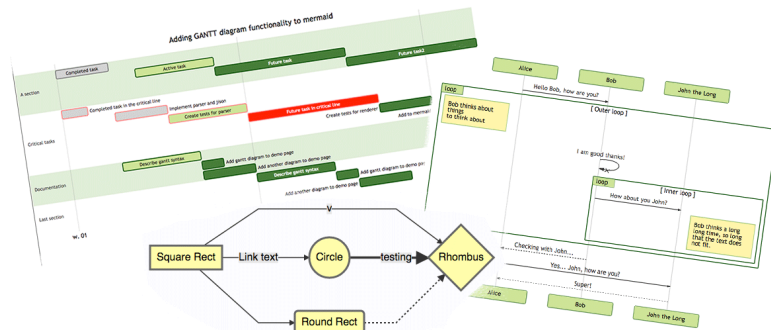 Adding GANTT diagram functionality to mermaid
A section
Completed task
Active task
Future task
Future task2
Critical tasks
Completed task in the critical line
Implement parser and jison
Create tests for parser
Future task in critical line
Create tests for renderer
Add to mermai
Documentation
Describe gantt syntax
Add gantt diagram to demo page
Add another diagram to demo page
Last section
Describe gantt syntax
Add gantt diagram to demo
Add another diagram to demo page
w. 01
Alice
Bob
John the Long
Hello Bob, how are you?
loop
[ Outer loop ]
Bob thinks about
things
to think about
I am good thanks!
loop
[ Inner loop ]
How about you John?
Bob thinks a long
long time, so long
that the text does
not fit.
Checking with John...
Yes... John, how are you?
Super!
Alice
Bob
John the Long
Square Rect
Link text
Circle
testing
Rhombus
Round Rect